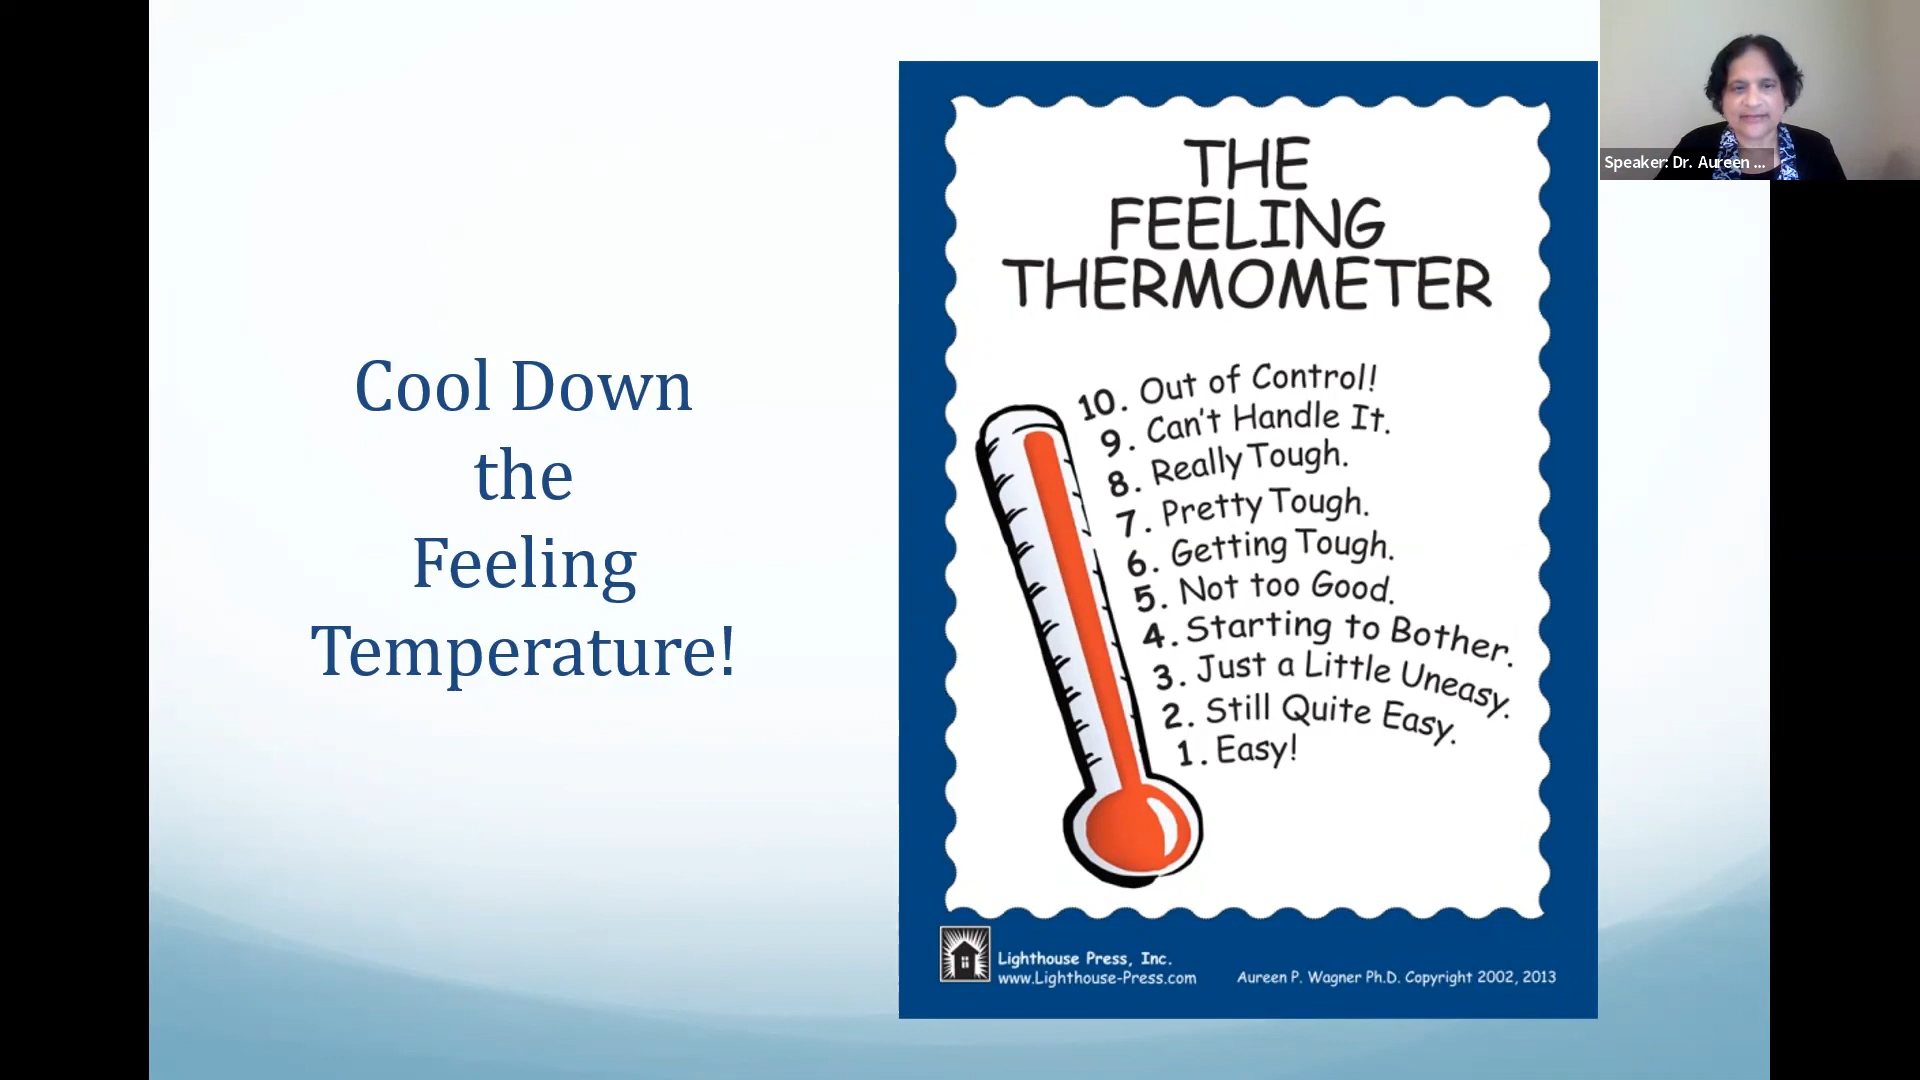 Cool Down
the
Feeling
Temperature!
THE
FEELING
THERMOMETER
10. Out of Control!
9. Can't Handle It.
8. Really Tough.
7. Pretty Tough.
6. Getting Tough.
5. Not too Good.
4. Starting to Bother.
3. Just a Little Uneasy.
2. Still Quite Easy.
1. Easy!
Lighthouse Press, Inc.
www.Lighthouse-Press.com
Aureen P. Wagner Ph.D. Copyright 2002, 2013
Speaker: Dr. Aureen ...